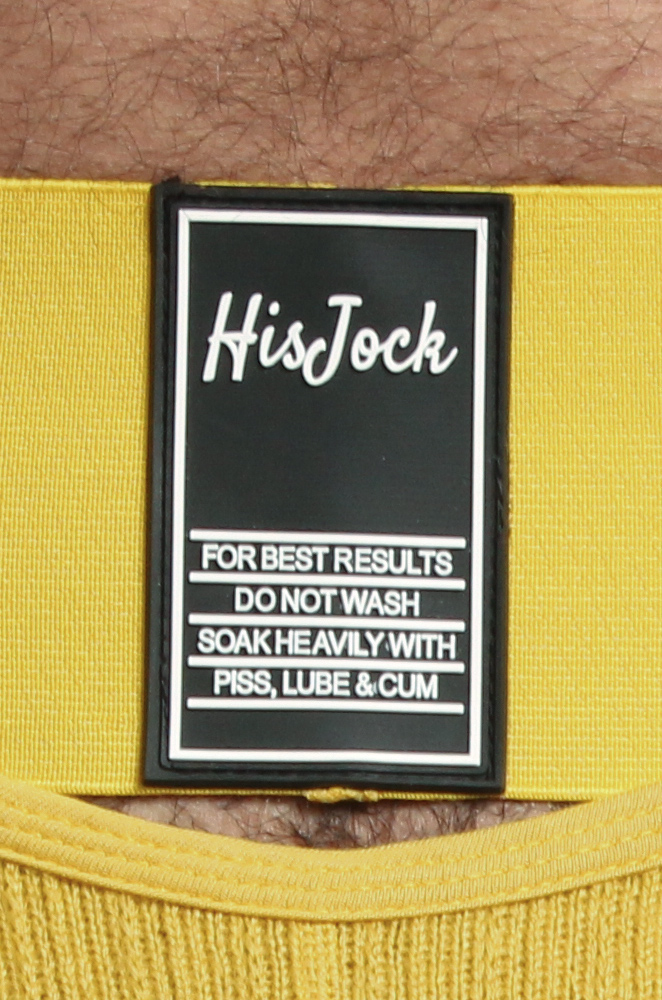 HisJock
FOR BEST RESULTS
DO NOT WASH
SOAK HEAVILY WITH
PISS, LUBE & CUM